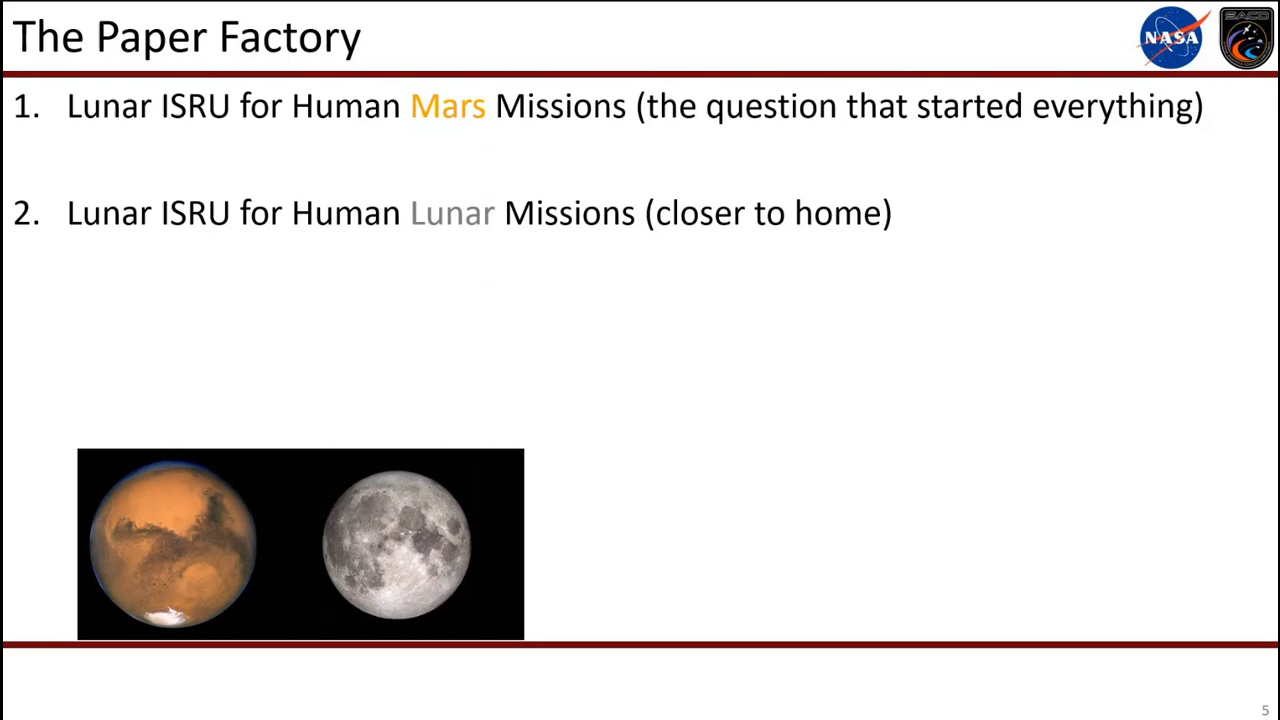 The Paper Factory
NASA
SACD
1. Lunar ISRU for Human Mars Missions (the question that started everything)
2. Lunar ISRU for Human Lunar Missions (closer to home)
5